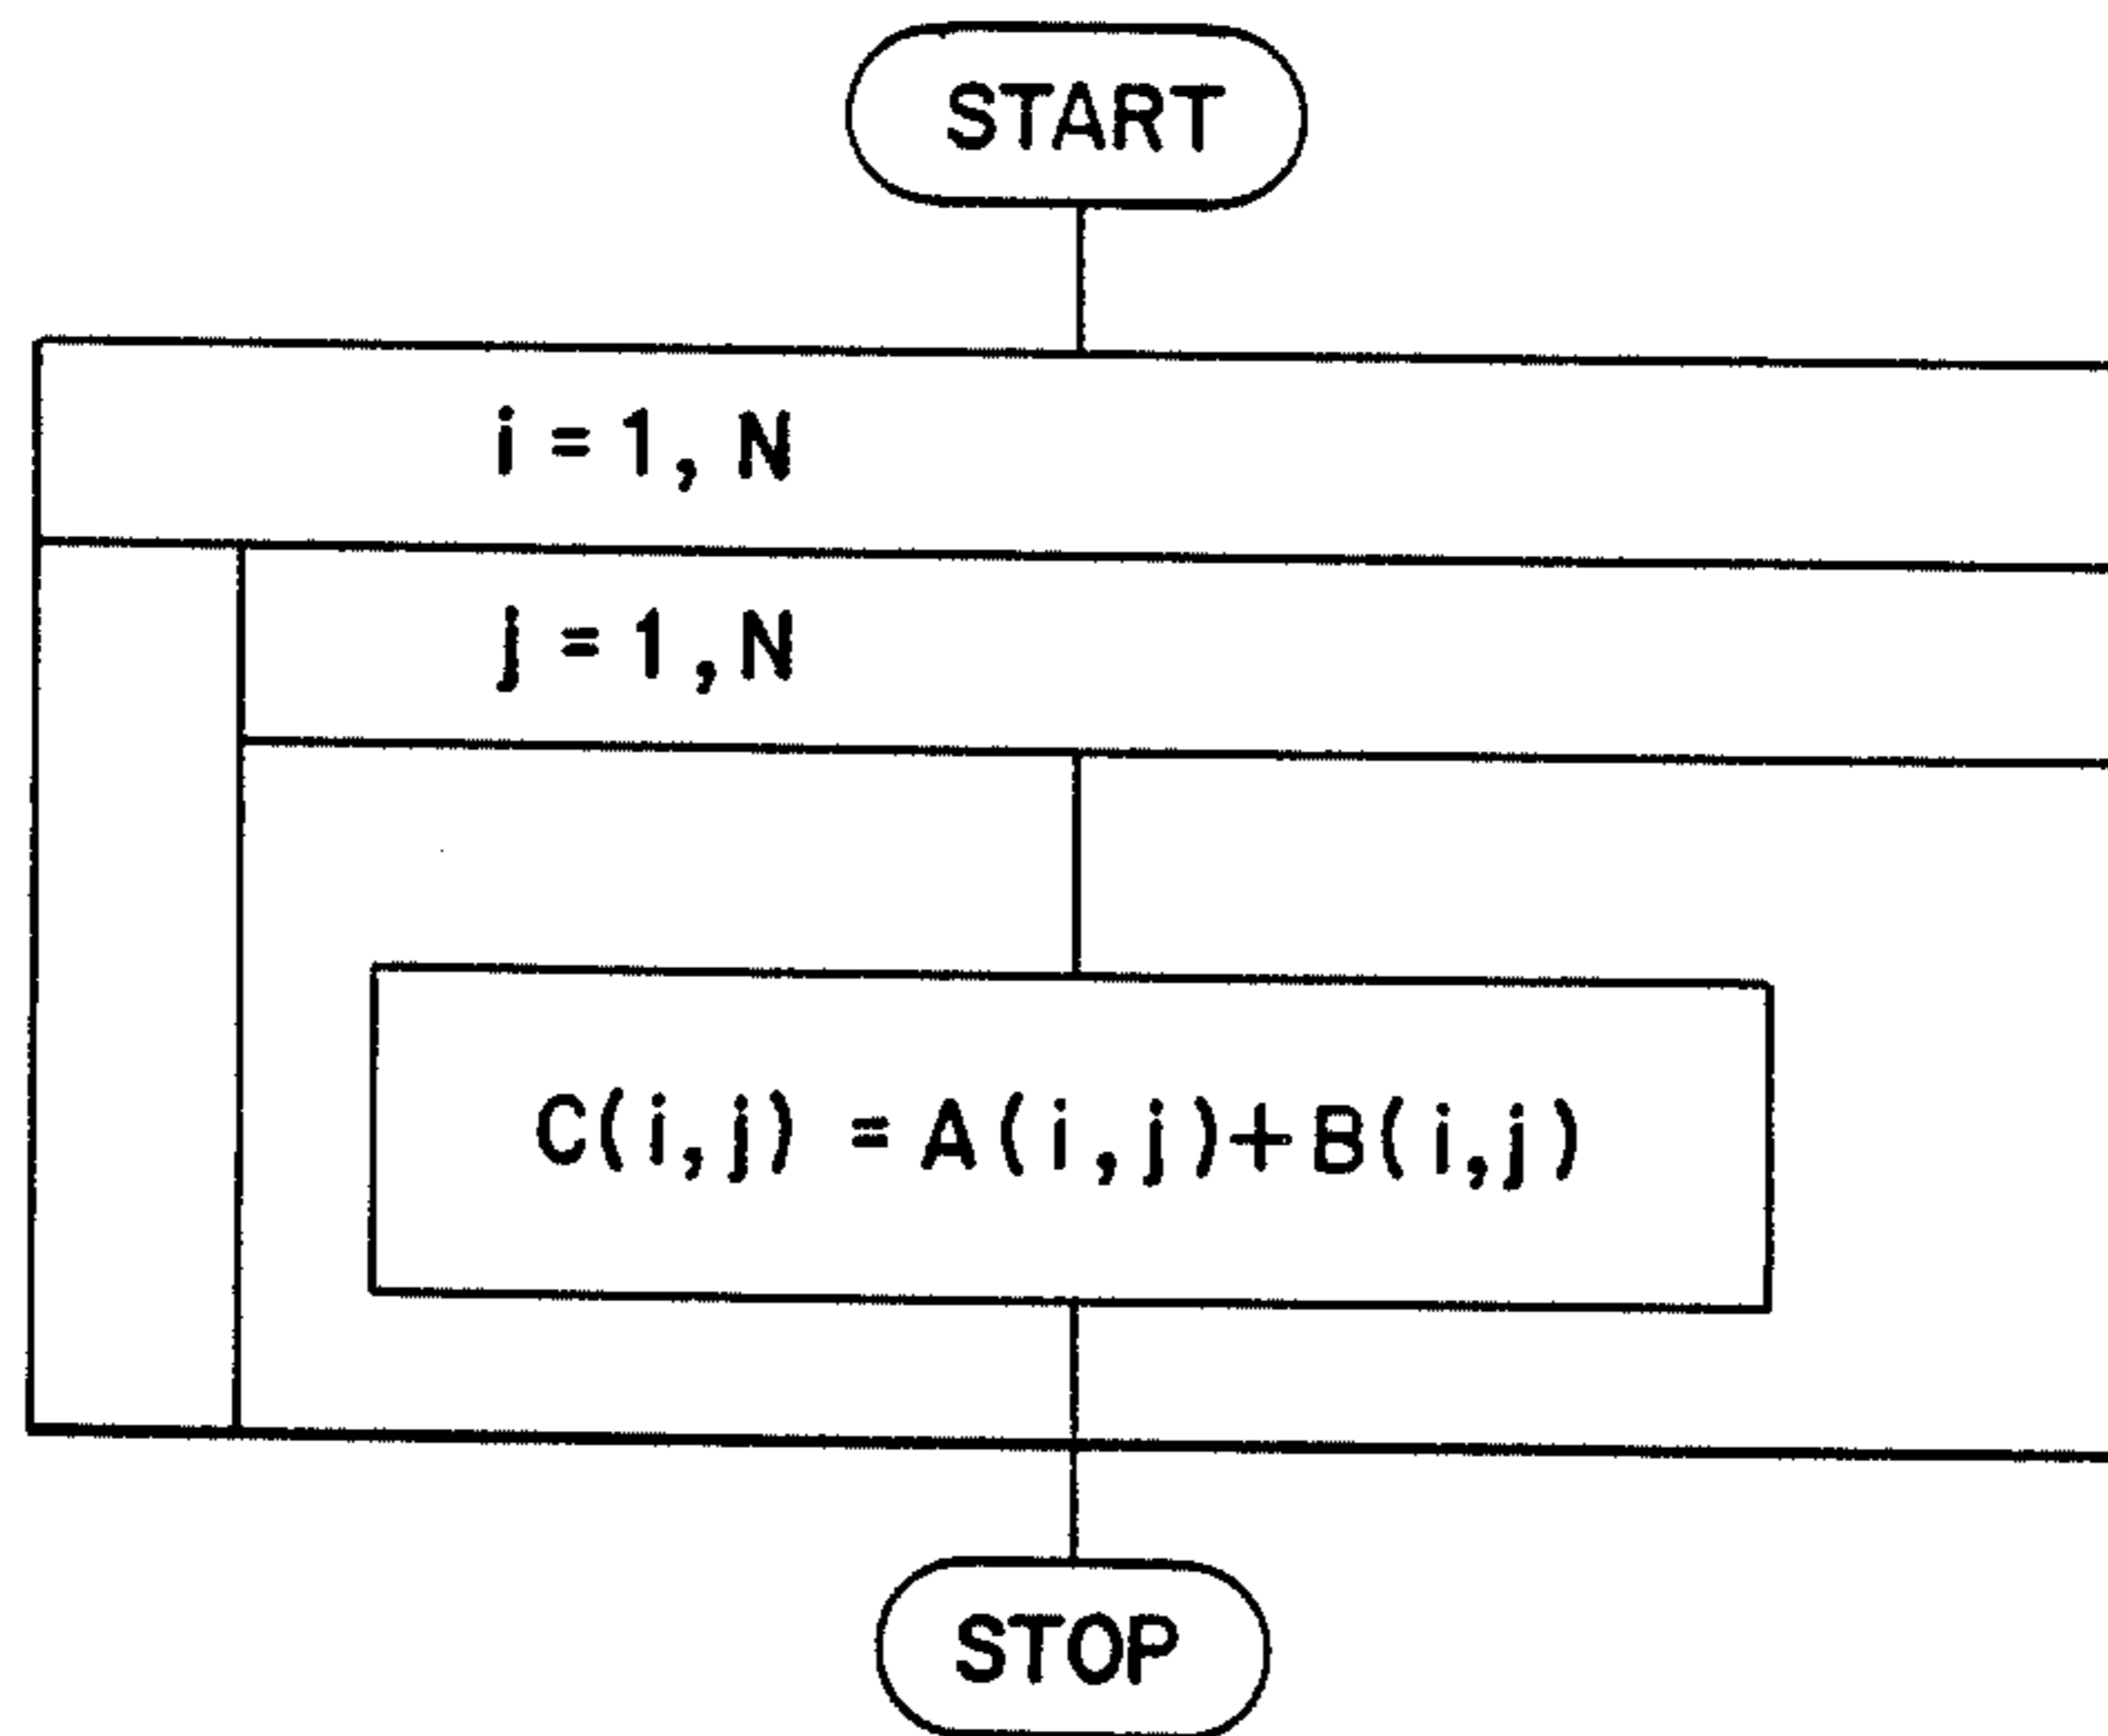 START
i = 1, N
j = 1, N
C(i,j) = A(i,j)+B(i,j)
STOP